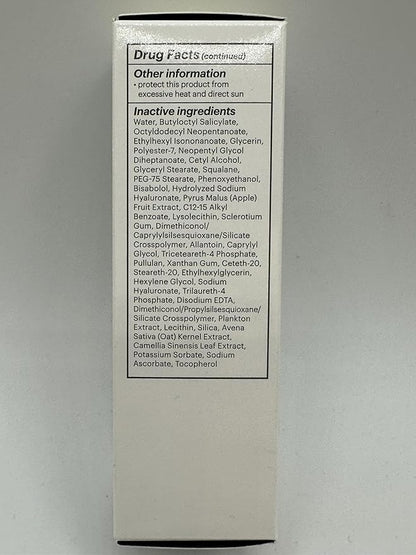 Drug Facts (continued)
Other information
• protect this product from
excessive heat and direct sun
Inactive ingredients
Water, Butyloctyl Salicylate,
Octyldodecyl Neopentanoate,
Ethylhexyl Isononanoate, Glycerin,
Polyester-7, Neopentyl Glycol
Diheptanoate, Cetyl Alcohol,
Glyceryl Stearate, Squalane,
PEG-75 Stearate, Phenoxyethanol,
Bisabolol, Hydrolyzed Sodium
Hyaluronate, Pyrus Malus (Apple)
Fruit Extract, C12-15 Alkyl
Benzoate, Lysolecithin, Sclerotium
Gum, Dimethiconol/
Caprylylsilsesquioxane/Silicate
Crosspolymer, Allantoin, Caprylyl
Glycol, Triceteareth-4 Phosphate,
Pullulan, Xanthan Gum, Ceteth-20,
Steareth-20, Ethylhexylglycerin,
Hexylene Glycol, Sodium
Hyaluronate, Trilaureth-4
Phosphate, Disodium EDTA,
Dimethiconol/Propylsilsesquioxane/
Silicate Crosspolymer, Plankton
Extract, Lecithin, Silica, Avena
Sativa (Oat) Kernel Extract,
Camellia Sinensis Leaf Extract,
Potassium Sorbate, Sodium
Ascorbate, Tocopherol